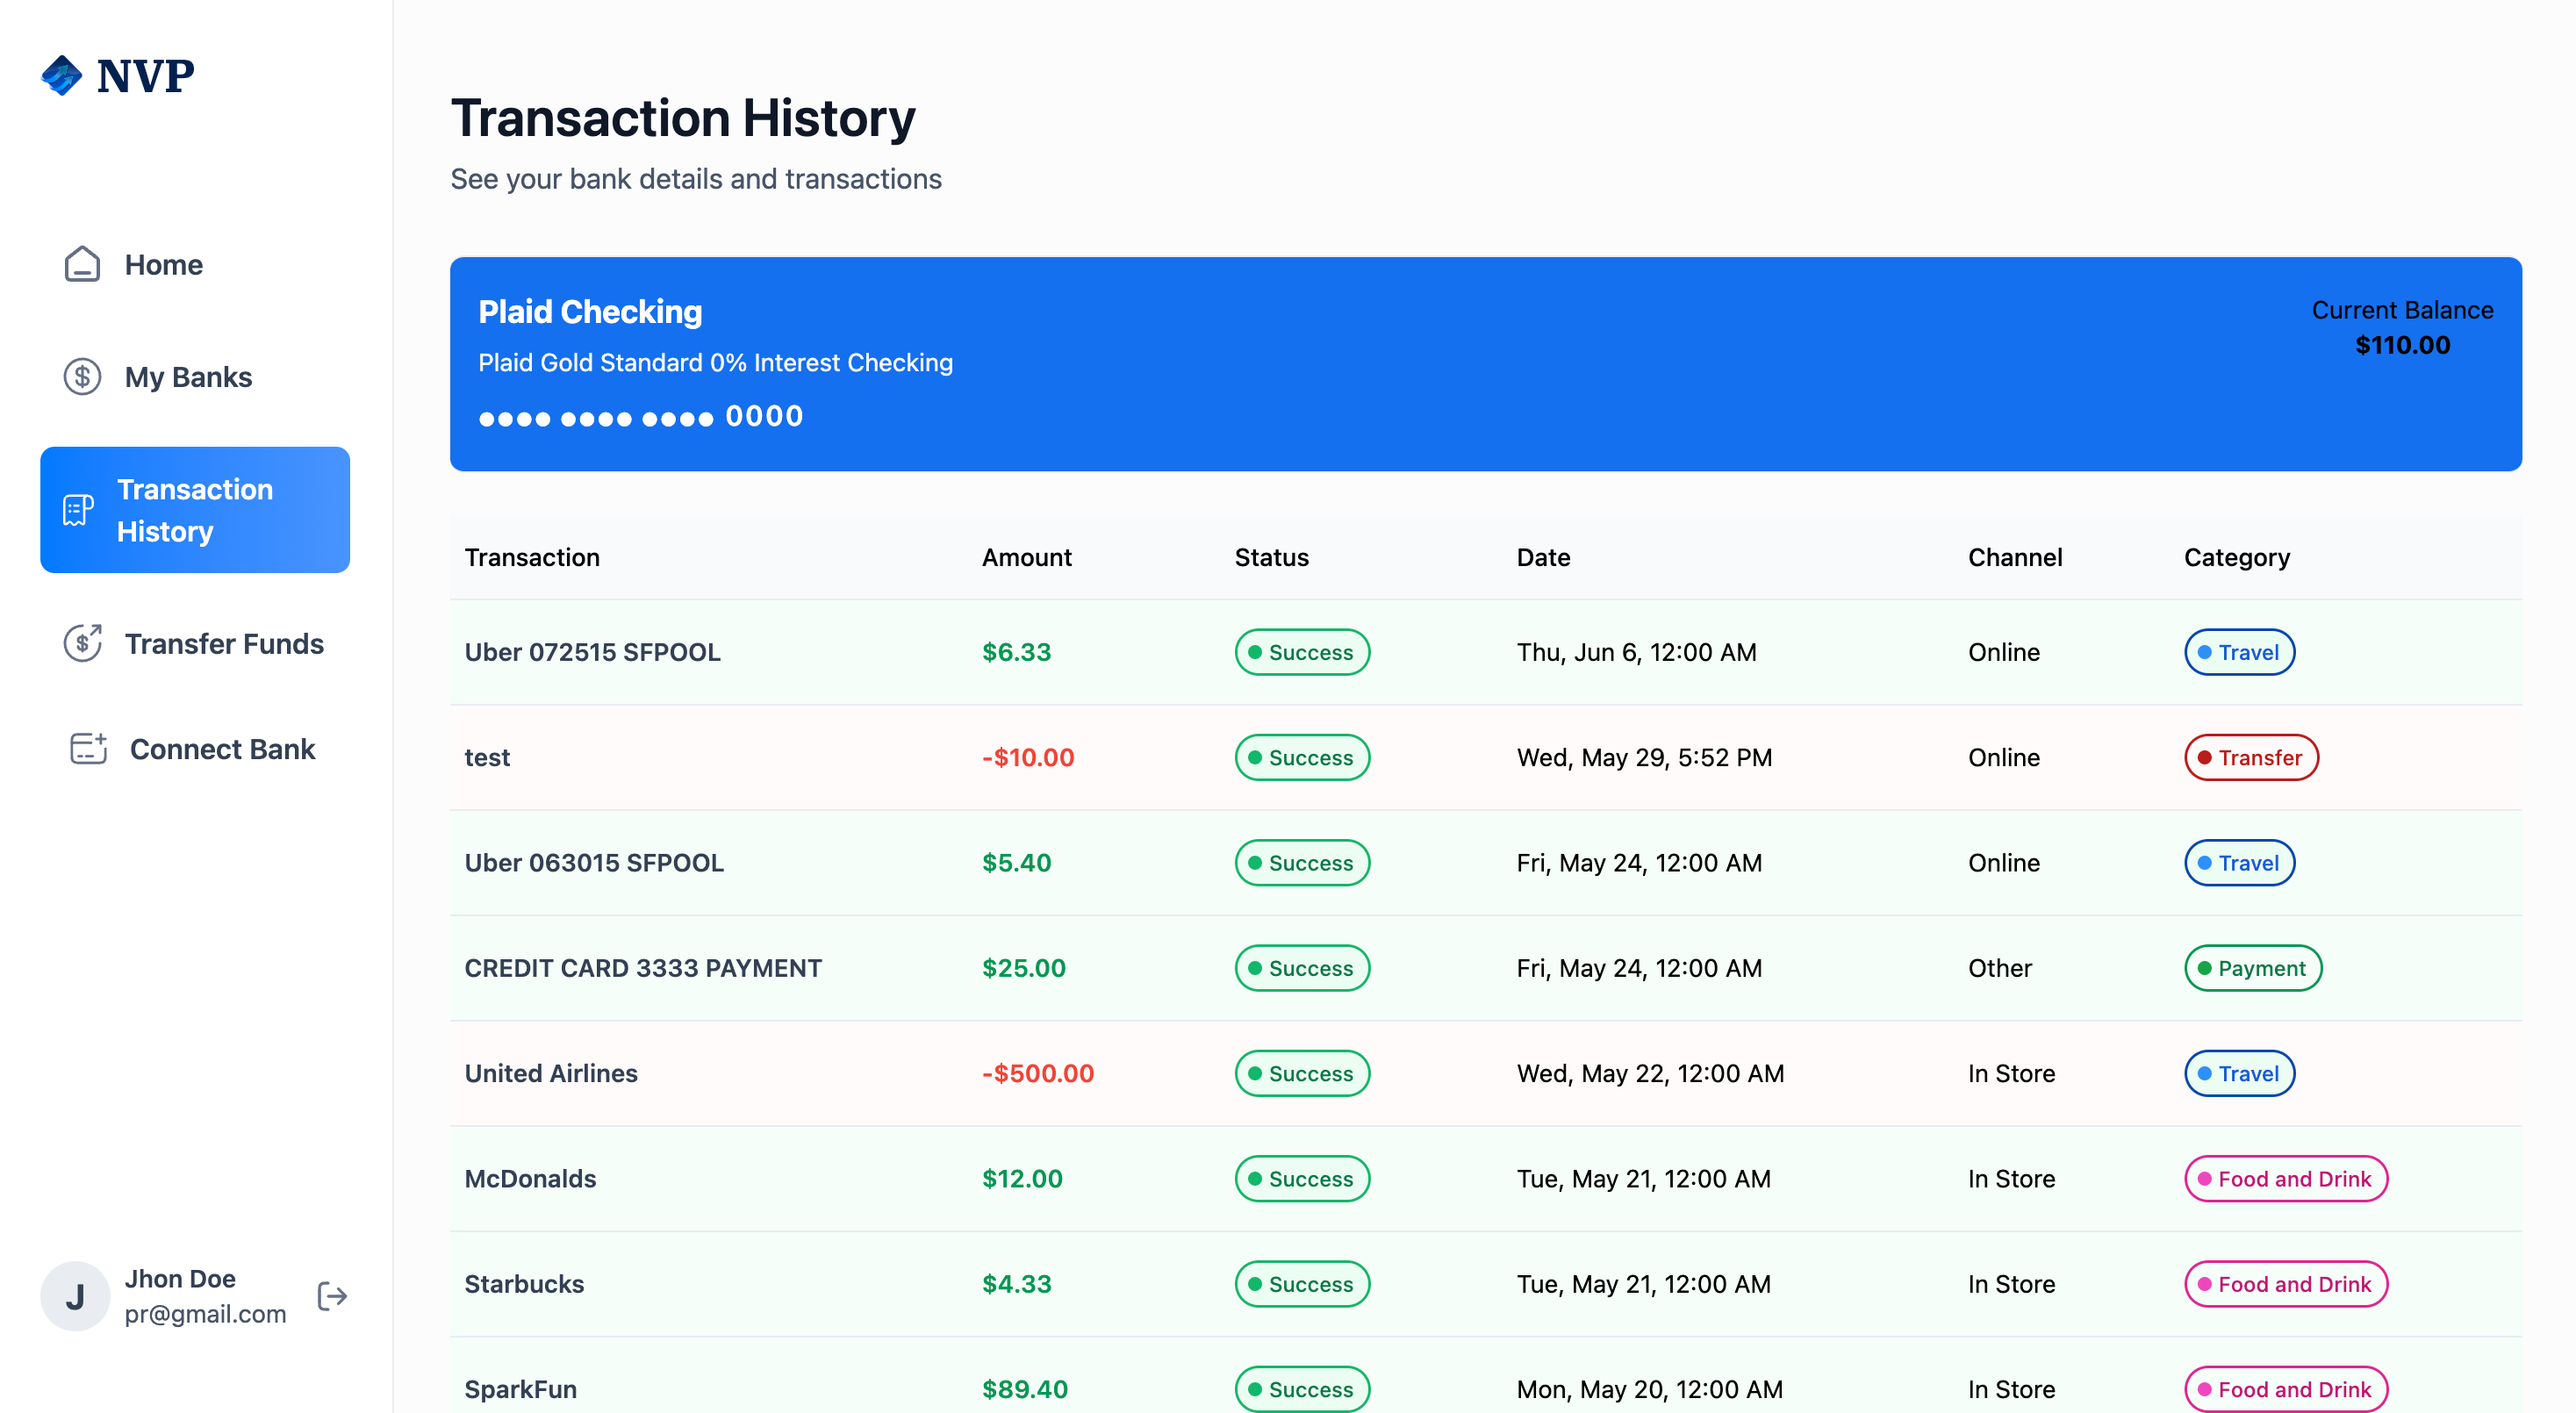 NVP
Home
My Banks
Transaction
History
Transfer Funds
Connect Bank
J
Jhon Doe
pr@gmail.com
Transaction History
See your bank details and transactions
Plaid Checking
Current Balance
$110.00
Plaid Gold Standard 0% Interest Checking
●●●● ●●●● ●●●● 0000
Transaction Amount Status Date Channel Category
Uber 072515 SFPOOL $6.33 Success Thu, Jun 6, 12:00 AM Online Travel
test -$10.00 Success Wed, May 29, 5:52 PM Online Transfer
Uber 063015 SFPOOL $5.40 Success Fri, May 24, 12:00 AM Online Travel
CREDIT CARD 3333 PAYMENT $25.00 Success Fri, May 24, 12:00 AM Other Payment
United Airlines -$500.00 Success Wed, May 22, 12:00 AM In Store Travel
McDonalds $12.00 Success Tue, May 21, 12:00 AM In Store Food and Drink
Starbucks $4.33 Success Tue, May 21, 12:00 AM In Store Food and Drink
SparkFun $89.40 Success Mon, May 20, 12:00 AM In Store Food and Drink